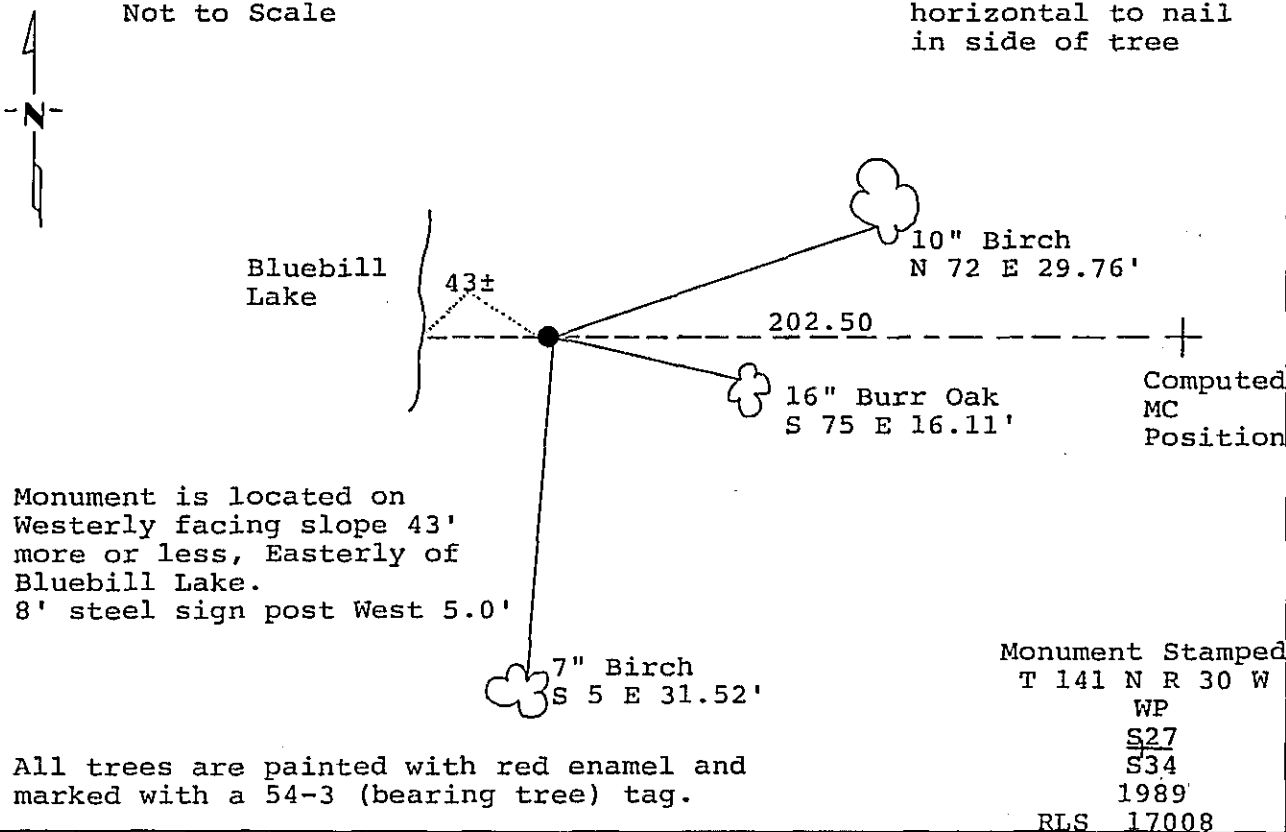 Not to Scale
horizontal to nail
in side of tree
N
10" Birch
N 72 E 29.76'
Bluebill
Lake
43±
202.50
16" Burr Oak
S 75 E 16.11'
Computed
MC
Position
Monument is located on
Westerly facing slope 43'
more or less, Easterly of
Bluebill Lake.
8' steel sign post West 5.0'
7" Birch
S 5 E 31.52'
Monument Stamped
T 141 N R 30 W
WP
S27
S34
1989
RLS 17008
All trees are painted with red enamel and
marked with a 54-3 (bearing tree) tag.